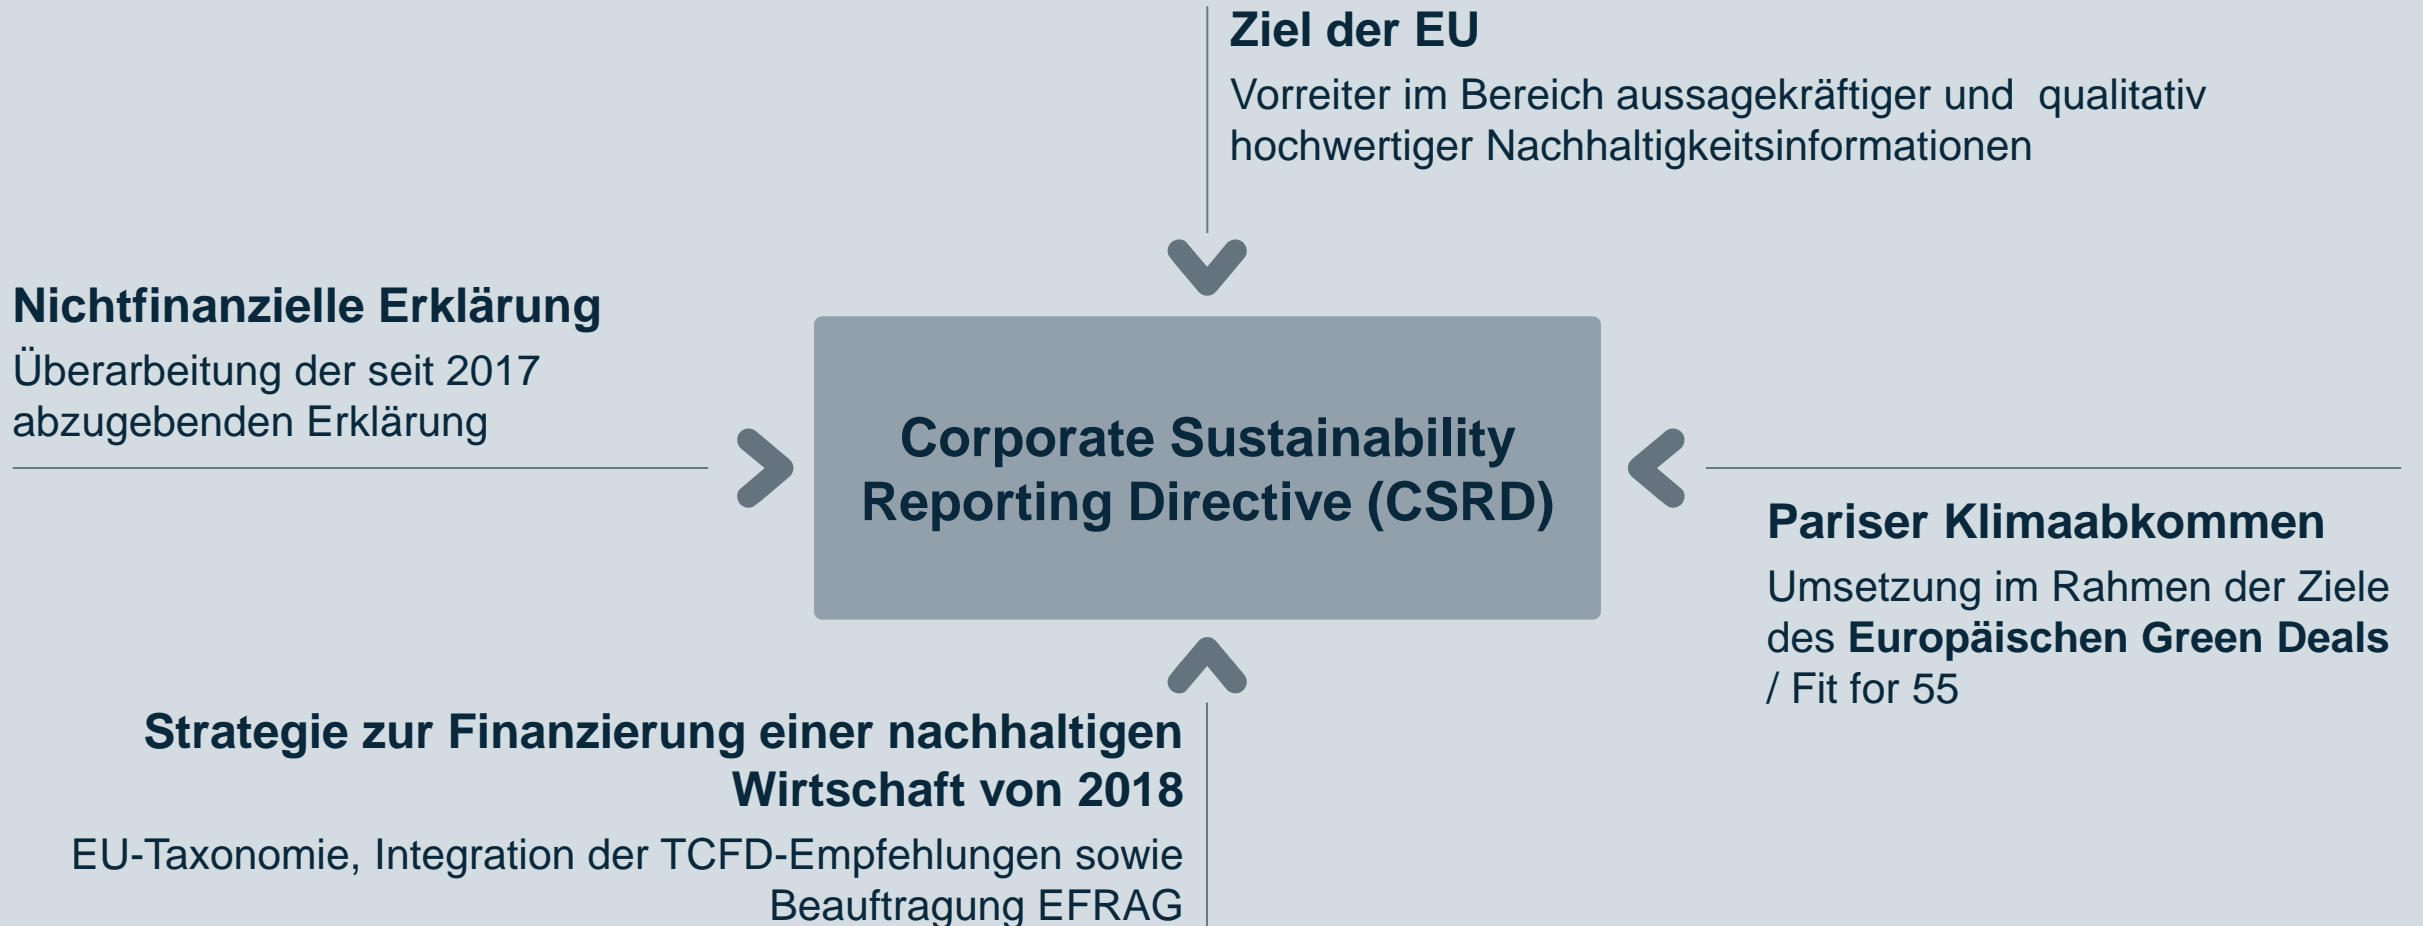 Ziel der EU
Vorreiter im Bereich aussagekräftiger und  qualitativ
hochwertiger Nachhaltigkeitsinformationen
Nichtfinanzielle Erklärung
Überarbeitung der seit 2017
abzugebenden Erklärung
Corporate Sustainability
Reporting Directive (CSRD)
Pariser Klimaabkommen
Umsetzung im Rahmen der Ziele
des Europäischen Green Deals
/ Fit for 55
Strategie zur Finanzierung einer nachhaltigen
Wirtschaft von 2018
EU-Taxonomie, Integration der TCFD-Empfehlungen sowie
Beauftragung EFRAG